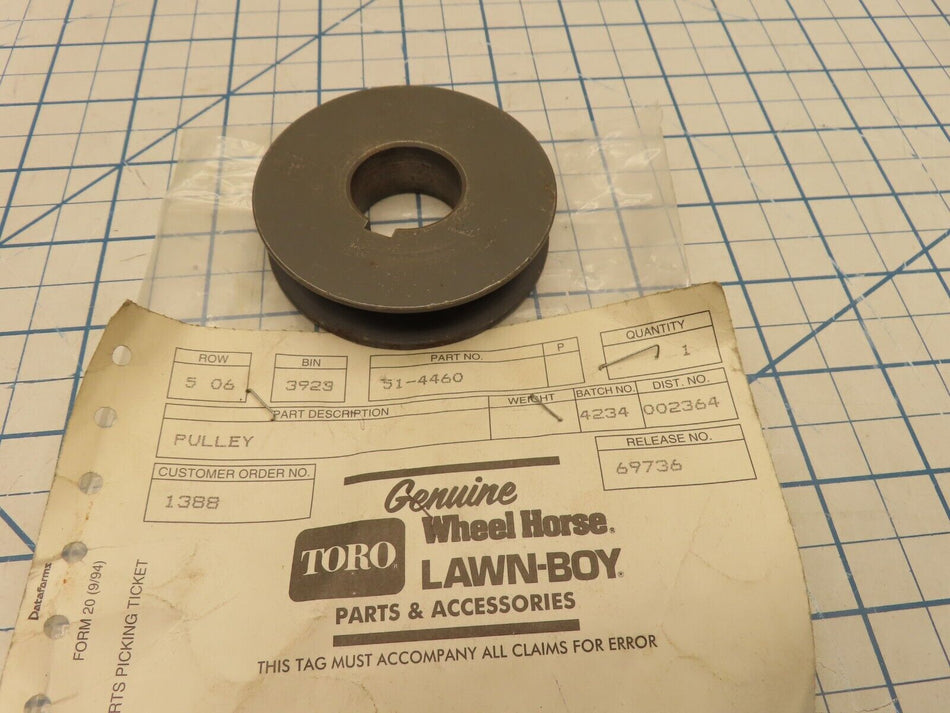 ROW BIN PART NO. P QUANTITY
5 06 3923 51-4460 1
PART DESCRIPTION WEIGHT BATCH NO. DIST. NO.
PULLEY 4234 002364
CUSTOMER ORDER NO. RELEASE NO.
1388 69736
Genuine
TORO Wheel Horse®
LAWN-BOY®
PARTS & ACCESSORIES
THIS TAG MUST ACCOMPANY ALL CLAIMS FOR ERROR
Dataforms
FORM 20 (9/94)
RTS PICKING TICKET